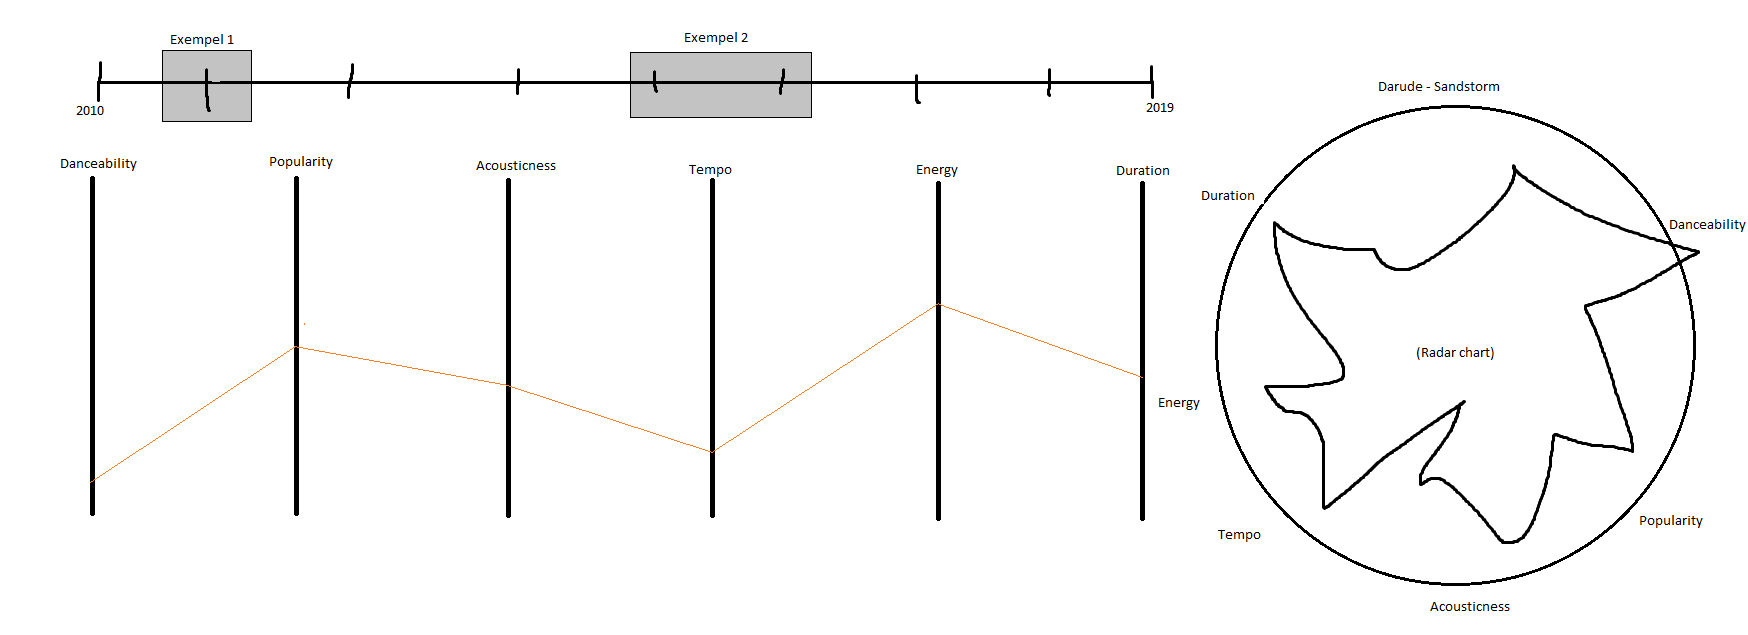 Exempel 1
Exempel 2
2010
2019
Danceability
Popularity
Acousticness
Tempo
Energy
Duration
Darude - Sandstorm
Duration
Danceability
(Radar chart)
Energy
Tempo
Popularity
Acousticness